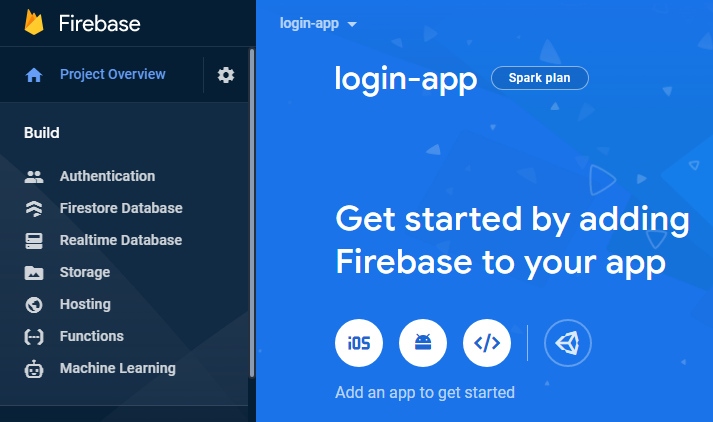 Firebase
login-app
Project Overview
login-app
Spark plan
Build
Authentication
Firestore Database
Realtime Database
Storage
Hosting
Functions
Machine Learning
Get started by adding
Firebase to your app
iOS
Add an app to get started